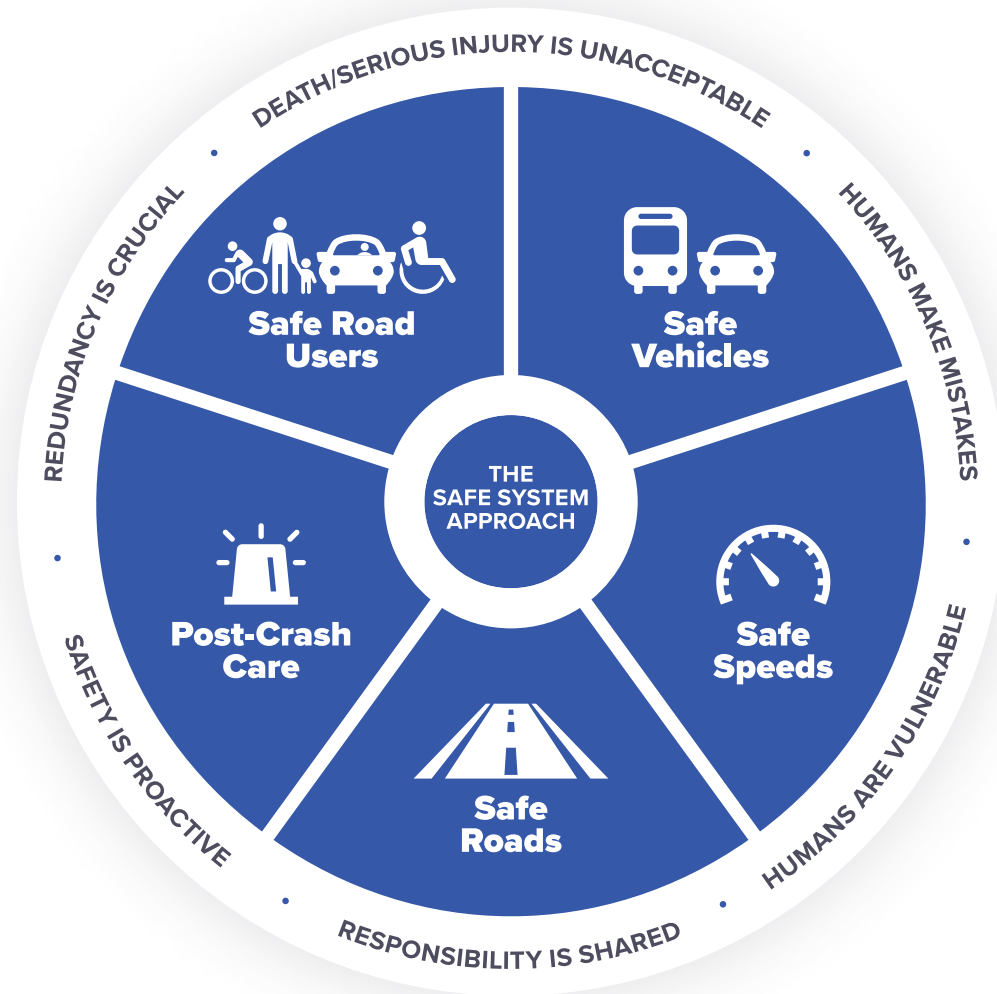 DEATH/SERIOUS INJURY IS UNACCEPTABLE
HUMANS MAKE MISTAKES
HUMANS ARE VULNERABLE
RESPONSIBILITY IS SHARED
SAFETY IS PROACTIVE
REDUNDANCY IS CRUCIAL
Safe Road
Users
Safe
Vehicles
Safe
Speeds
Safe
Roads
Post-Crash
Care
THE
SAFE SYSTEM
APPROACH